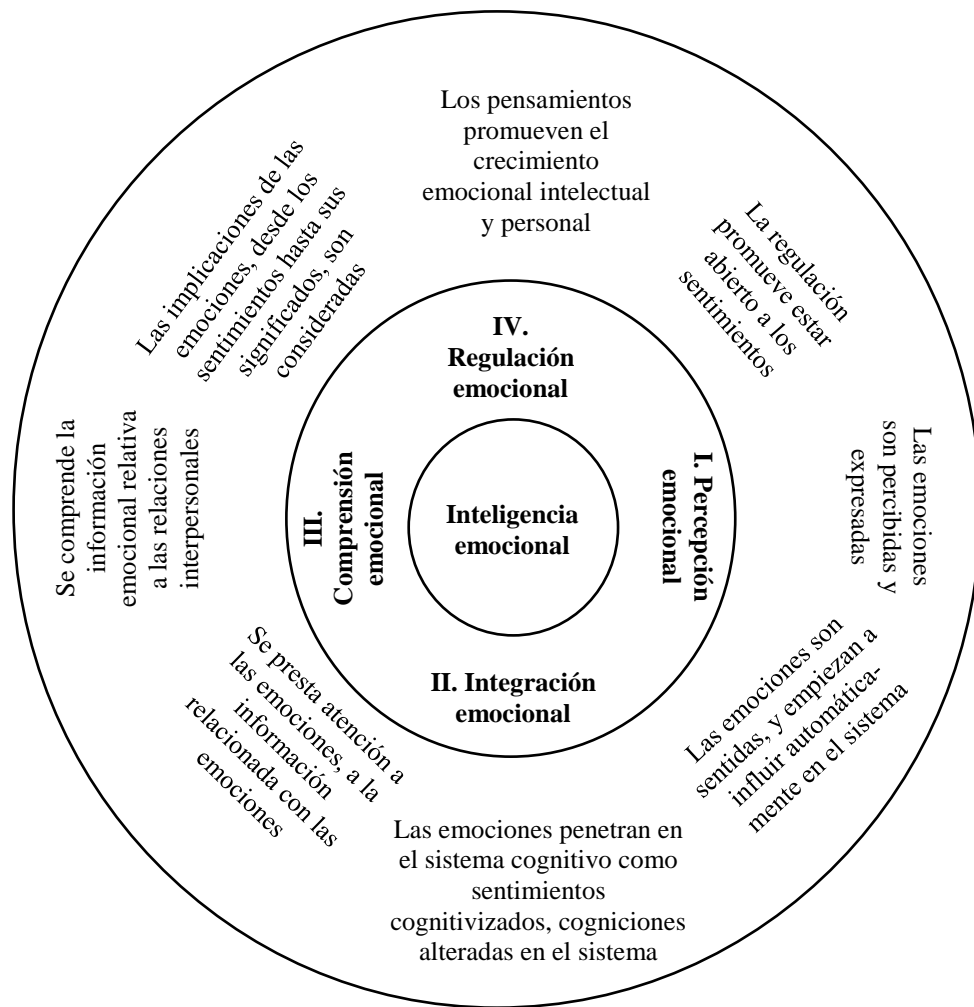 Los pensamientos
promueven el
crecimiento
emocional intelectual
y personal
La regulación
promueve estar
abierto a los
sentimientos
Las emociones
son percibidas y
expresadas
Las emociones son
sentidas, y empiezan a
influir automática-
mente en el sistema
Las emociones penetran en
el sistema cognitivo como
sentimientos
cognitivizados, cogniciones
alteradas en el sistema
Se presta atención a
las emociones, a la
información
relacionada con las
emociones
Se comprende la
información
emocional relativa
a las relaciones
interpersonales
Las implicaciones de las
emociones, desde los
sentimientos hasta sus
significados, son
consideradas
IV.
Regulación
emocional
I. Percepción
emocional
II. Integración
emocional
III.
Comprensión
emocional
Inteligencia
emocional